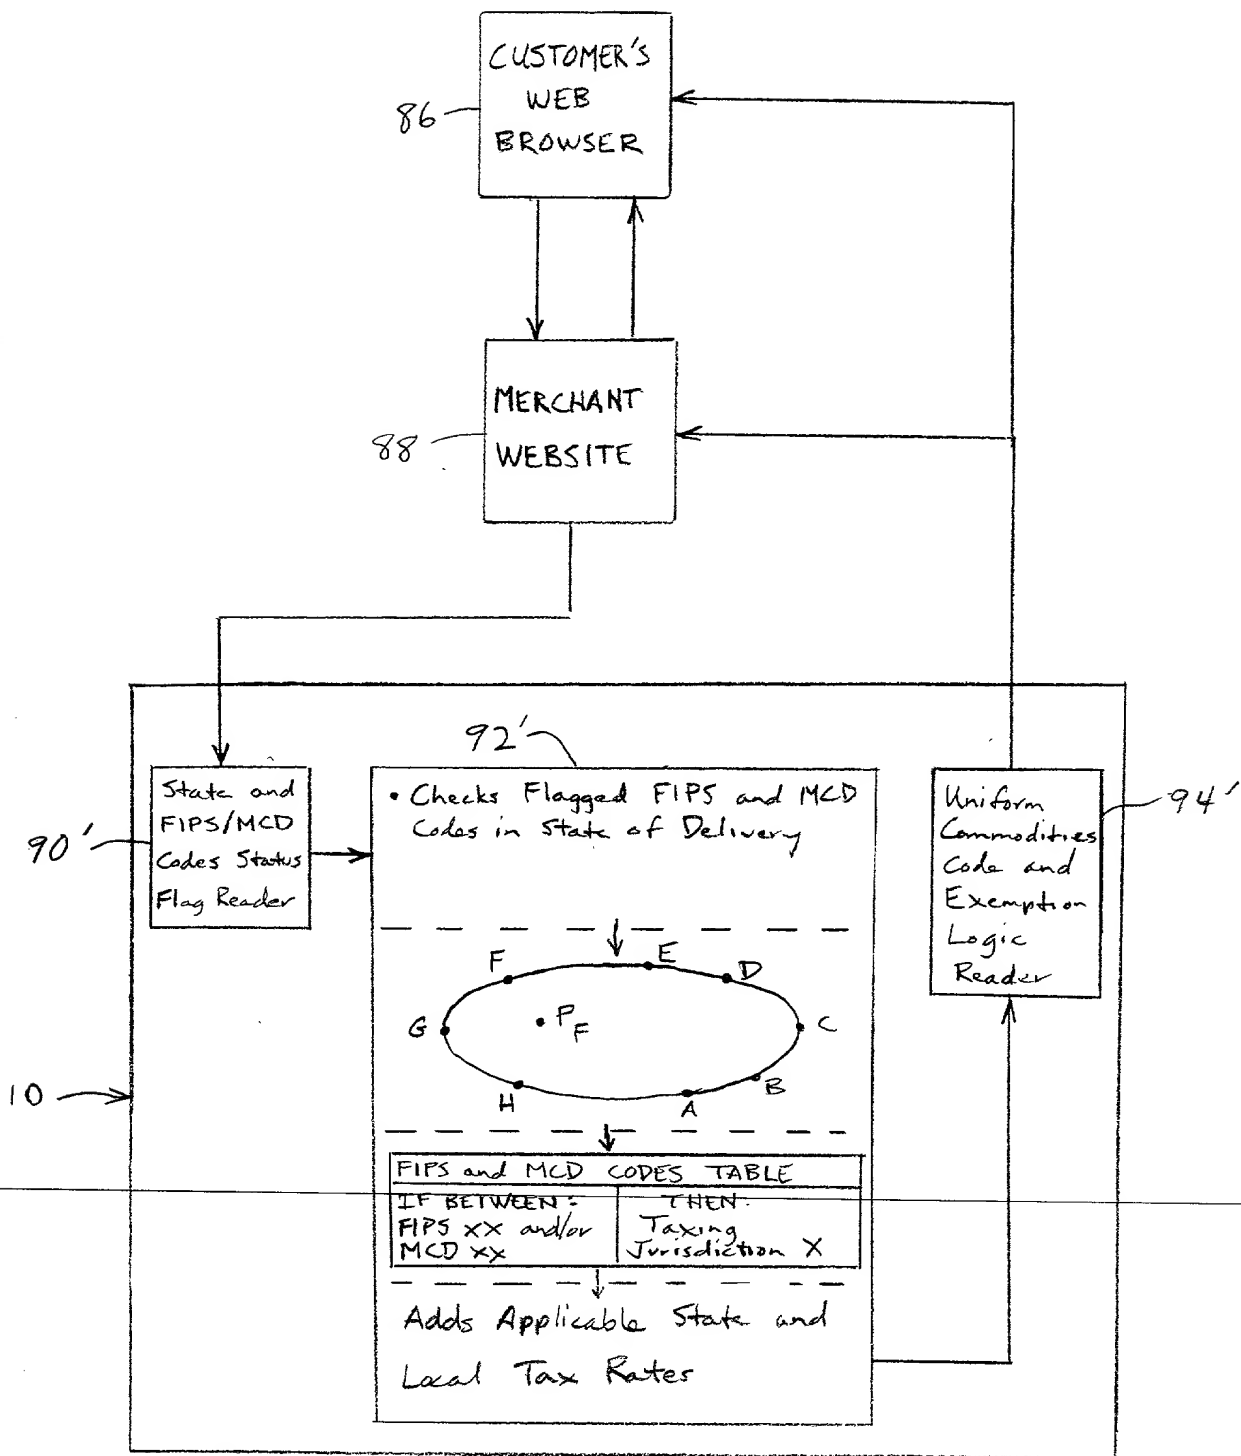 CUSTOMER'S
WEB
BROWSER
86
MERCHANT
WEBSITE
88
92'
State and
FIPS/MCD
Codes Status
Flag Reader
90'
• Checks Flagged FIPS and MCD
Codes in State of Delivery
Uniform
Commodities
Code and
Exemption
Logic
Reader
94'
F
E
D
G
P F
C
B
H
A
10
FIPS and MCD CODES TABLE
IF BETWEEN:
FIPS XX and/or
MCD XX
THEN:
Taxing
Jurisdiction X
Adds Applicable State and
Local Tax Rates